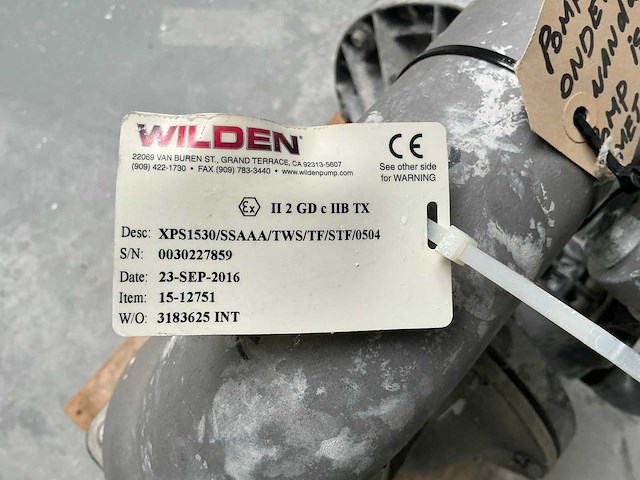 WILDEN
22069 VAN BUREN ST., GRAND TERRACE, CA 92313-5607
(909) 422-1730 • FAX (909) 783-3440 • www.wildenpump.com
CE
See other side
for WARNING
Ex II 2 GD c IIB TX
Desc: XPS1530/SSAAA/TWS/TF/STF/0504
S/N: 0030227859
Date: 23-SEP-2016
Item: 15-12751
W/O: 3183625 INT